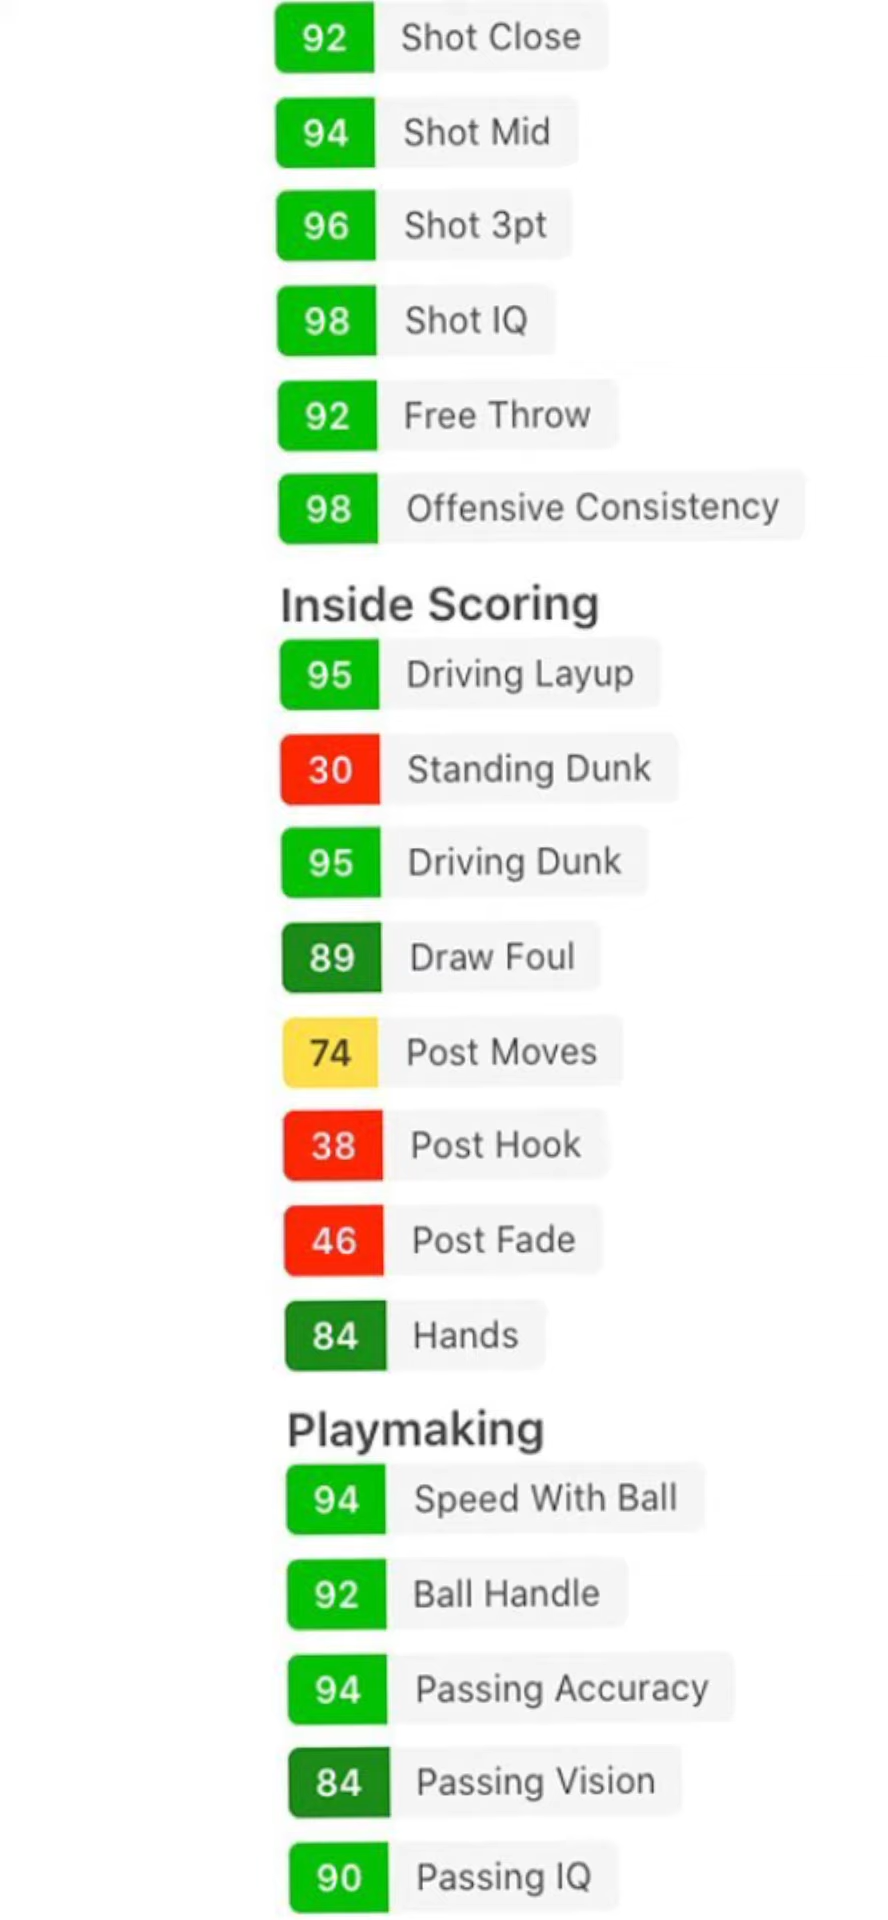 92 Shot Close
94 Shot Mid
96 Shot 3pt
98 Shot IQ
92 Free Throw
98 Offensive Consistency
Inside Scoring
95 Driving Layup
30 Standing Dunk
95 Driving Dunk
89 Draw Foul
74 Post Moves
38 Post Hook
46 Post Fade
84 Hands
Playmaking
94 Speed With Ball
92 Ball Handle
94 Passing Accuracy
84 Passing Vision
90 Passing IQ